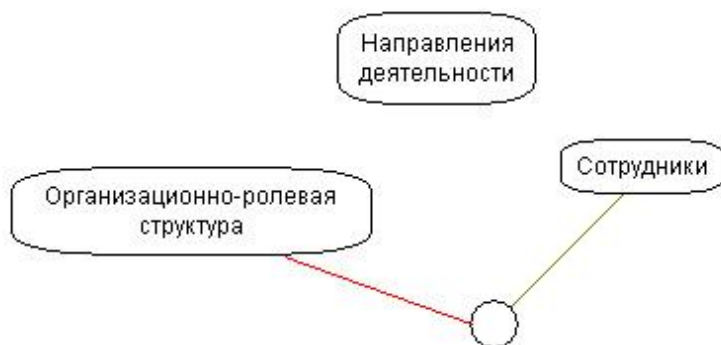 Направления
деятельности
Сотрудники
Организационно-ролевая
структура